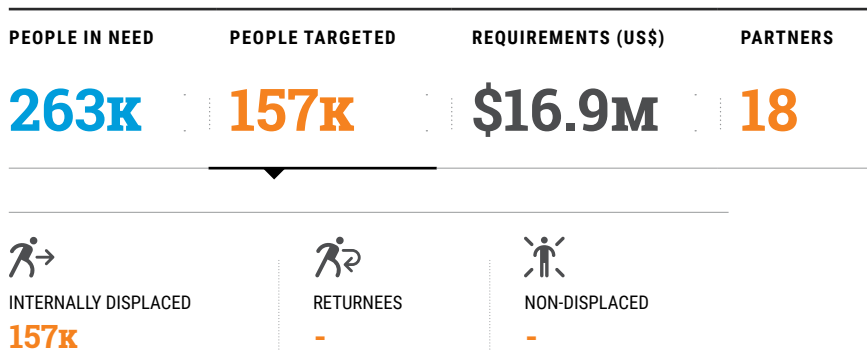 PEOPLE IN NEED PEOPLE TARGETED REQUIREMENTS (US$) PARTNERS
263K 157K $16.9M 18
INTERNALLY DISPLACED RETURNEES NON-DISPLACED
157K - -